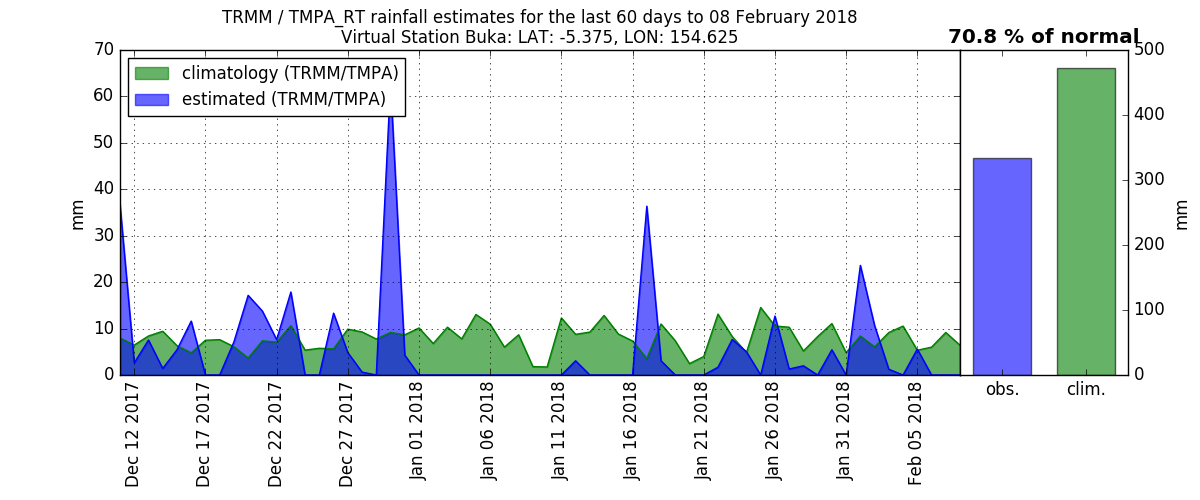 TRMM / TMPA_RT rainfall estimates for the last 60 days to 08 February 2018
Virtual Station Buka: LAT: -5.375, LON: 154.625
70.8 % of normal
climatology (TRMM/TMPA)
estimated (TRMM/TMPA)
70
60
50
40
30
20
10
0
mm
Dec 12 2017
Dec 17 2017
Dec 22 2017
Dec 27 2017
Jan 01 2018
Jan 06 2018
Jan 11 2018
Jan 16 2018
Jan 21 2018
Jan 26 2018
Jan 31 2018
Feb 05 2018
500
400
300
200
100
0
mm
obs.
clim.